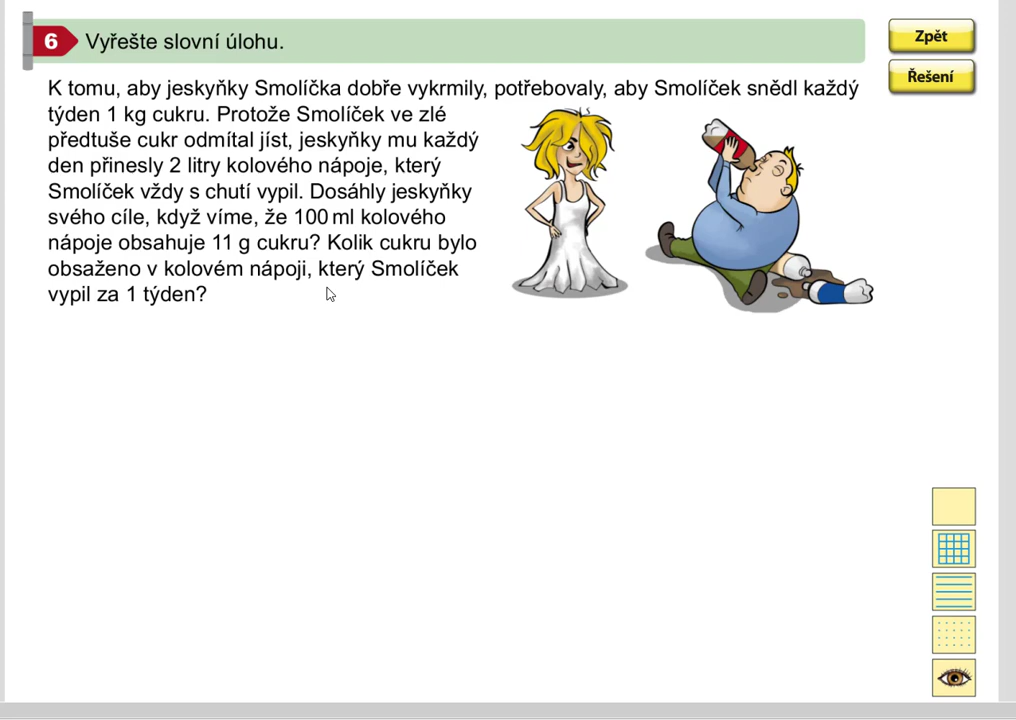 6 Vyřešte slovní úlohu.
Zpět
Řešení
K tomu, aby jeskyňky Smolíčka dobře vykrmily, potřebovaly, aby Smolíček snědl každý
týden 1 kg cukru. Protože Smolíček ve zlé
předtuše cukr odmítal jíst, jeskyňky mu každý
den přinesly 2 litry kolového nápoje, který
Smolíček vždy s chutí vypil. Dosáhly jeskyňky
svého cíle, když víme, že 100 ml kolového
nápoje obsahuje 11 g cukru? Kolik cukru bylo
obsaženo v kolovém nápoji, který Smolíček
vypil za 1 týden?